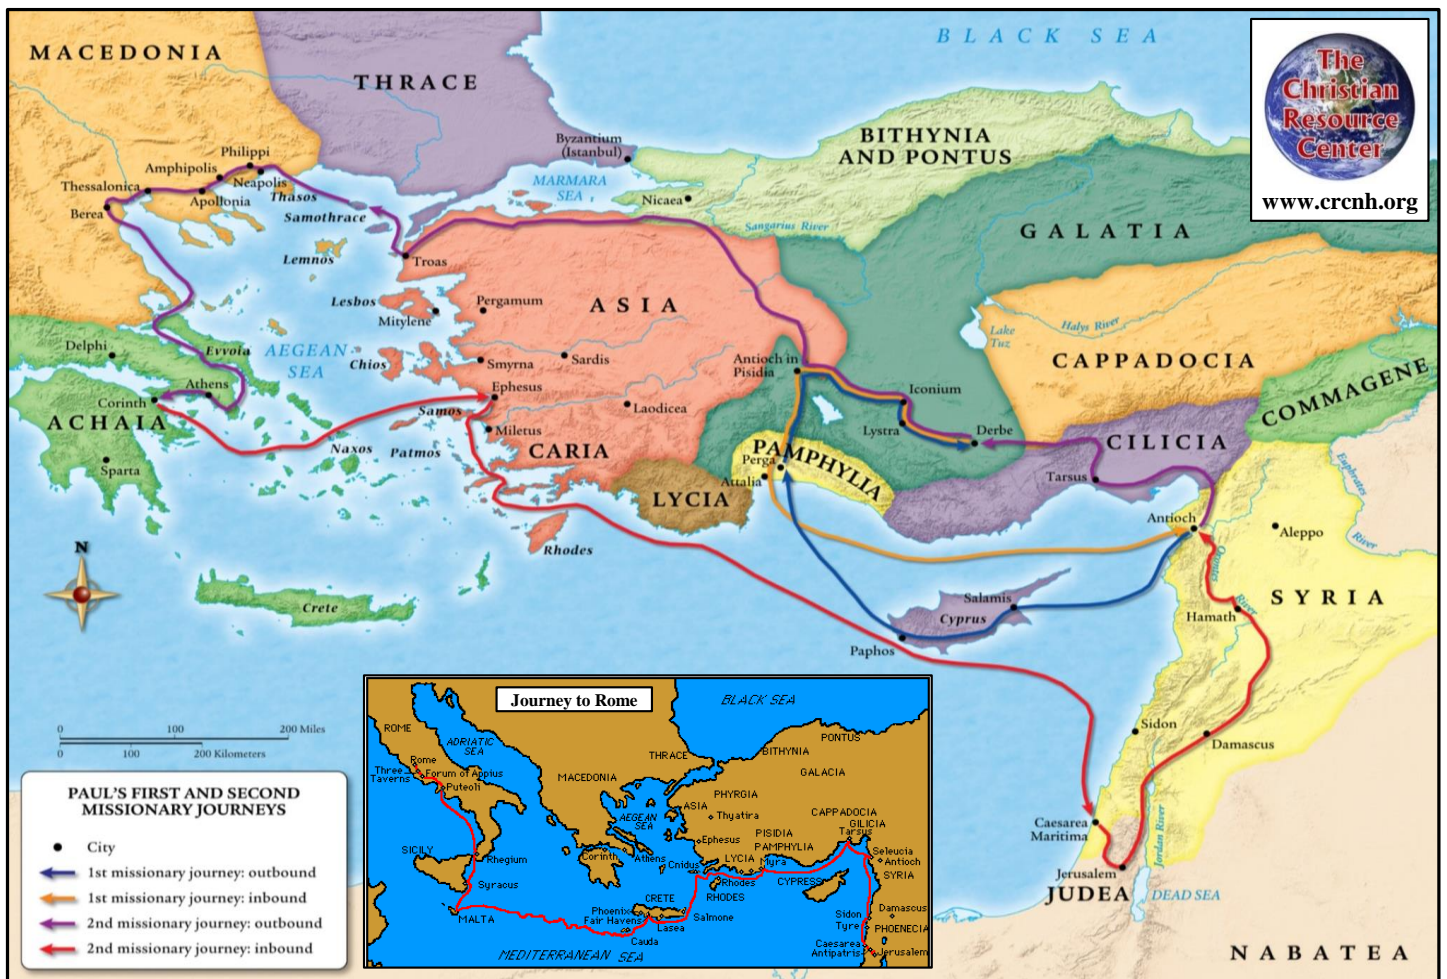 BLACK SEA
The
Christian
Resource
Center
www.crcnh.org
MACEDONIA
THRACE
BITHYNIA
AND PONTUS
Byzantium
(Istanbul)
Philippi
Amphipolis
Neapolis
Thessalonica
Apollonia
Thasos
Berea
Samothrace
MARMARA
SEA
Nicaea
Sangarius River
GALATIA
Lemnos
Troas
Lesbos
Pergamum
ASIA
Mitylene
Lake
Tuz
Halys River
Delphi
Evvoia
AEGEAN
SEA
Chios
Smyrna
Sardis
Antioch in
Pisidia
CAPPADOCIA
COMMAGENE
Athens
Ephesus
Iconium
Corinth
Samos
Laodicea
ACHAIA
Miletus
Lystra
Derbe
CILICIA
Naxos
Patmos
CARIA
PAMPHYLIA
Sparta
Perga
Attalia
Tarsus
Euphrates
River
LYCIA
Antioch
Aleppo
Rhodes
Orontes
River
N
Crete
Salamis
Cyprus
Hamath
SYRIA
Paphos
Sidon
Damascus
Caesarea
Maritima
Jordan River
Jerusalem
JUDEA
DEAD SEA
NABATEA
0 100 200 Miles
0 100 200 Kilometers
PAUL'S FIRST AND SECOND
MISSIONARY JOURNEYS
City
1st missionary journey: outbound
1st missionary journey: inbound
2nd missionary journey: outbound
2nd missionary journey: inbound
Journey to Rome
BLACK SEA
ROME
ADRIATIC
SEA
PONTUS
THRACE
BITHYNIA
Rome
Three
Taverns
Forum of Appius
Puteoli
MACEDONIA
GALACIA
PHYRGIA
ASIA
Thyatira
AEGEAN
SEA
CAPPADOCIA
GILICIA
Tarsus
Ephesus
PISIDIA
PAMPHYLIA
SICILY
Rhegium
Corinth
Athens
Cnidus
LYCIA
Myra
Seleucia
Antioch
SYRIA
Syracus
Rhodes
RHODES
CYPRESS
CRETE
MALTA
Phoenix
Fair Havens
Lasea
Salmone
Cauda
Damascus
Sidon
Tyre
PHOENECIA
Caesarea
Antipatris
Jerusalem
MEDITERRANEAN SEA